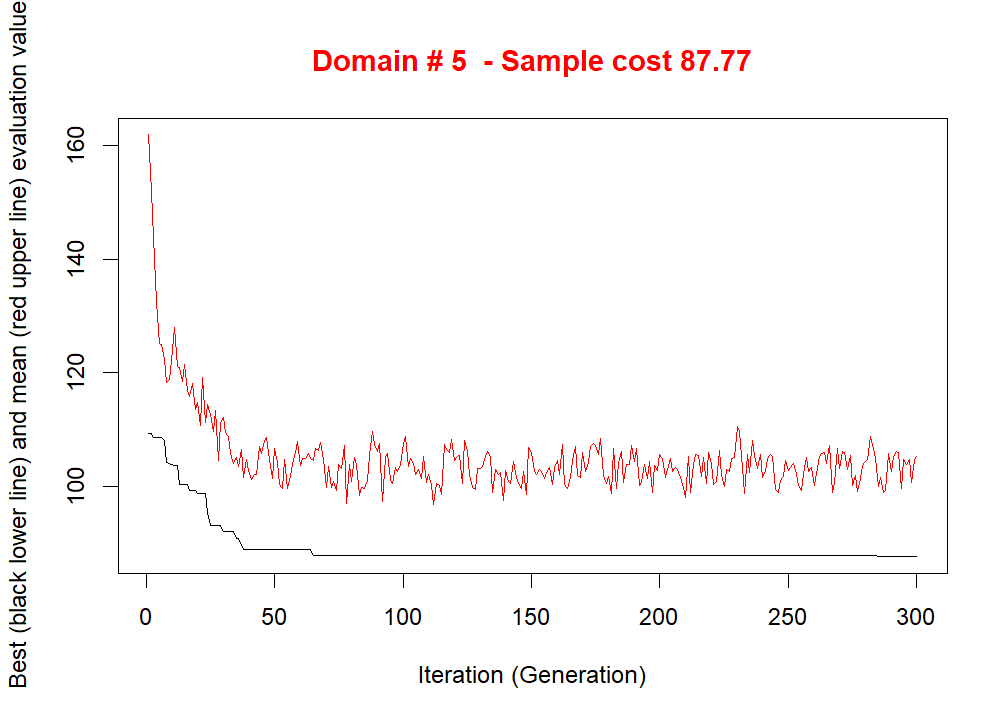 Domain # 5  - Sample cost 87.77
Best (black lower line) and mean (red upper line) evaluation value
160
140
120
100
0 50 100 150 200 250 300
Iteration (Generation)